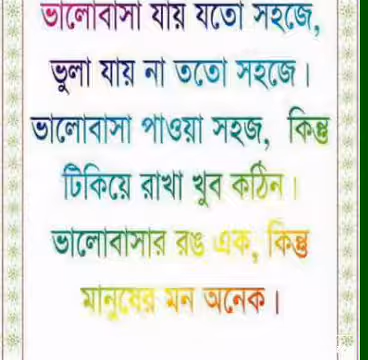 ভালোবাসা যায় যতো সহজে,
ভুলা যায় না ততো সহজে।
ভালোবাসা পাওয়া সহজ, কিন্তু
টিকিয়ে রাখা খুব কঠিন।
ভালোবাসার রঙ এক, কিন্তু
মানুষের মন অনেক।